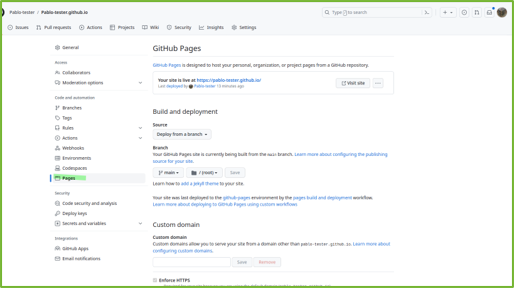 Pablo-tester / Pablo-tester.github.io
Type / to search
Issues Pull requests Actions Projects Wiki Security Insights Settings
General
Access
Collaborators
Moderation options
Code and automation
Branches
Tags
Rules
Actions
Webhooks
Environments
Codespaces
Pages
Security
Code security and analysis
Deploy keys
Secrets and variables
Integrations
GitHub Apps
Email notifications
GitHub Pages
GitHub Pages is designed to host your personal, organization, or project pages from a GitHub repository.
Your site is live at https://pablo-tester.github.io/
Last deployed by Pablo-tester 15 minutes ago
Visit site
Build and deployment
Source
Deploy from a branch
Branch
Your GitHub Pages site is currently being built from the main branch. Learn more about configuring the publishing
source for your site.
main / (root) Save
Learn how to add a Jekyll theme to your site.
Your site was last deployed to the github-pages environment by the pages build and deployment workflow.
Learn more about deploying to GitHub Pages using custom workflows
Custom domain
Custom domain
Custom domains allow you to serve your site from a domain other than pablo-tester.github.io. Learn more about
configuring custom domains.
Save Remove
Enforce HTTPS